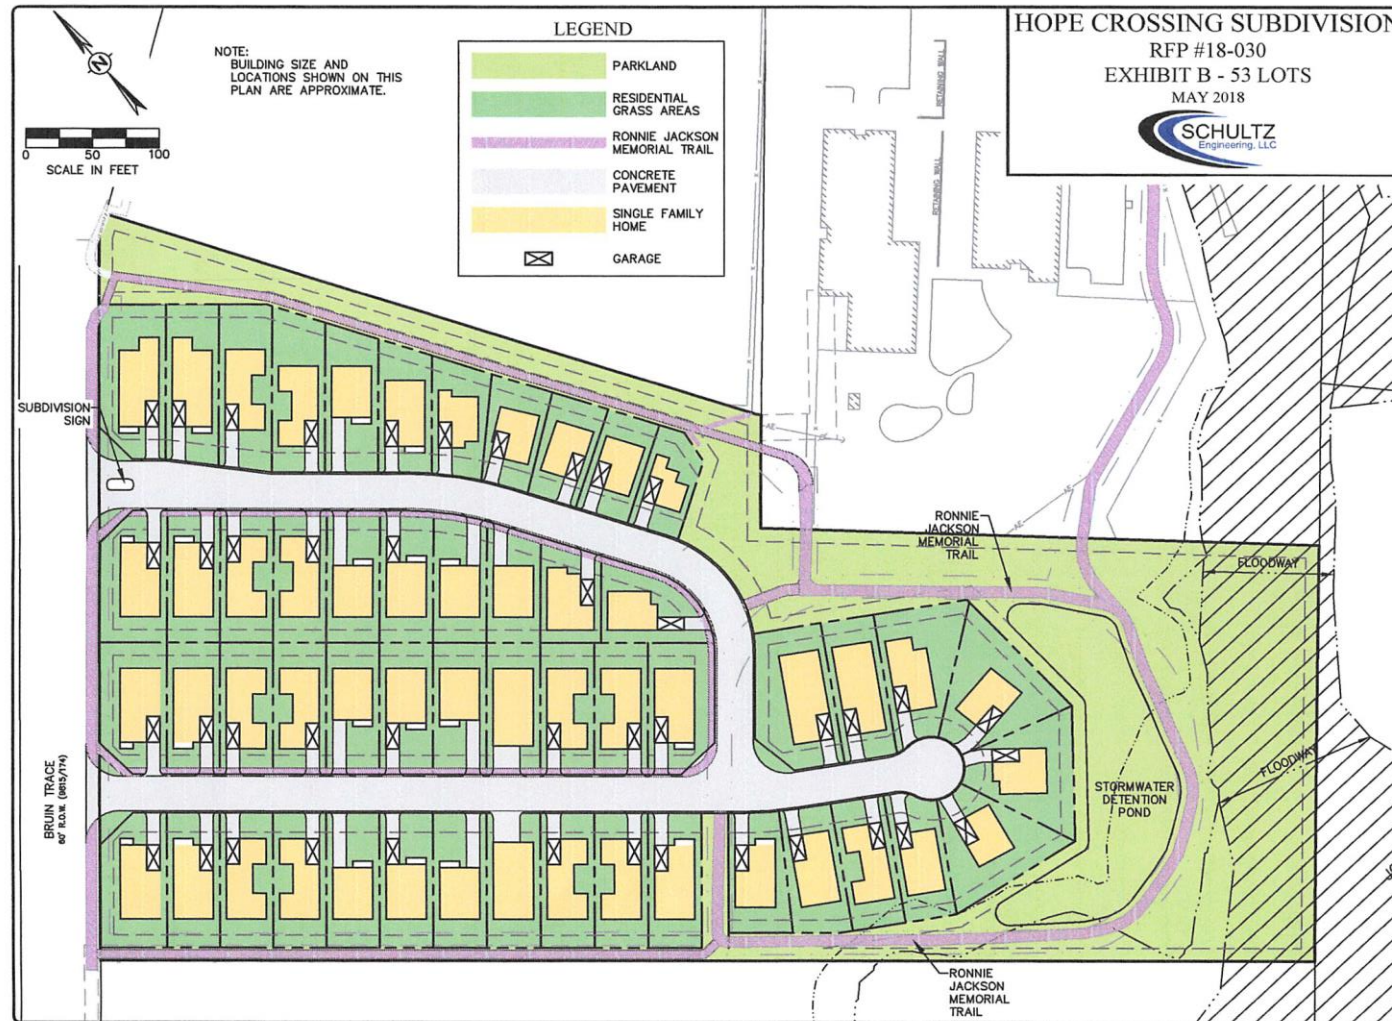 HOPE CROSSING SUBDIVISION
RFP #18-030
EXHIBIT B - 53 LOTS
MAY 2018
SCHULTZ
Engineering, LLC
N
NOTE:
BUILDING SIZE AND
LOCATIONS SHOWN ON THIS
PLAN ARE APPROXIMATE.
0 50 100
SCALE IN FEET
LEGEND
PARKLAND
RESIDENTIAL
GRASS AREAS
RONNIE JACKSON
MEMORIAL TRAIL
CONCRETE
PAVEMENT
SINGLE FAMILY
HOME
GARAGE
RETAINING WALL
RETAINING WALL
SUBDIVISION
SIGN
RONNIE
JACKSON
MEMORIAL
TRAIL
FLOODWAY
FLOODWAY
STORMWATER
DETENTION
POND
BRUIN TRACE
60' R.O.W. (9815/174)
RONNIE
JACKSON
MEMORIAL
TRAIL